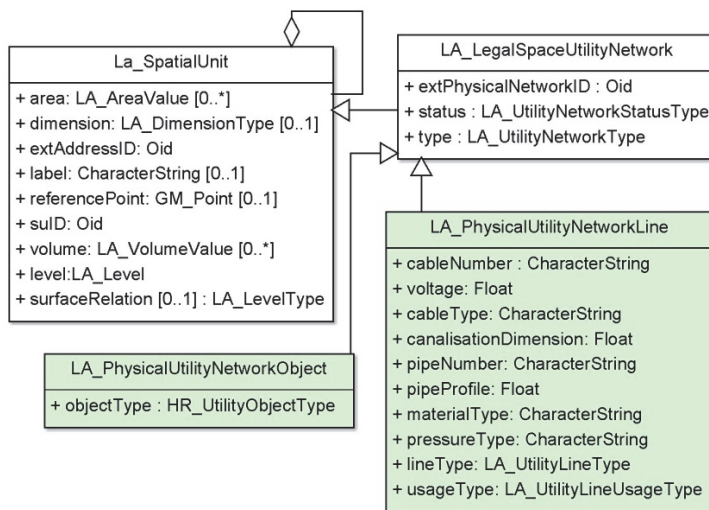 La_SpatialUnit
+ area: LA_AreaValue [0..*]
+ dimension: LA_DimensionType [0..1]
+ extAddressID: Oid
+ label: CharacterString [0..1]
+ referencePoint: GM_Point [0..1]
+ suID: Oid
+ volume: LA_VolumeValue [0..*]
+ level:LA_Level
+ surfaceRelation [0..1] : LA_LevelType
LA_LegalSpaceUtilityNetwork
+ extPhysicalNetworkID : Oid
+ status : LA_UtilityNetworkStatusType
+ type : LA_UtilityNetworkType
LA_PhysicalUtilityNetworkLine
+ cableNumber : CharacterString
+ voltage: Float
+ cableType: CharacterString
+ canalisationDimension: Float
+ pipeNumber: CharacterString
+ pipeProfile: Float
+ materialType: CharacterString
+ pressureType: CharacterString
+ lineType: LA_UtilityLineType
+ usageType: LA_UtilityLineUsageType
LA_PhysicalUtilityNetworkObject
+ objectType : HR_UtilityObjectType